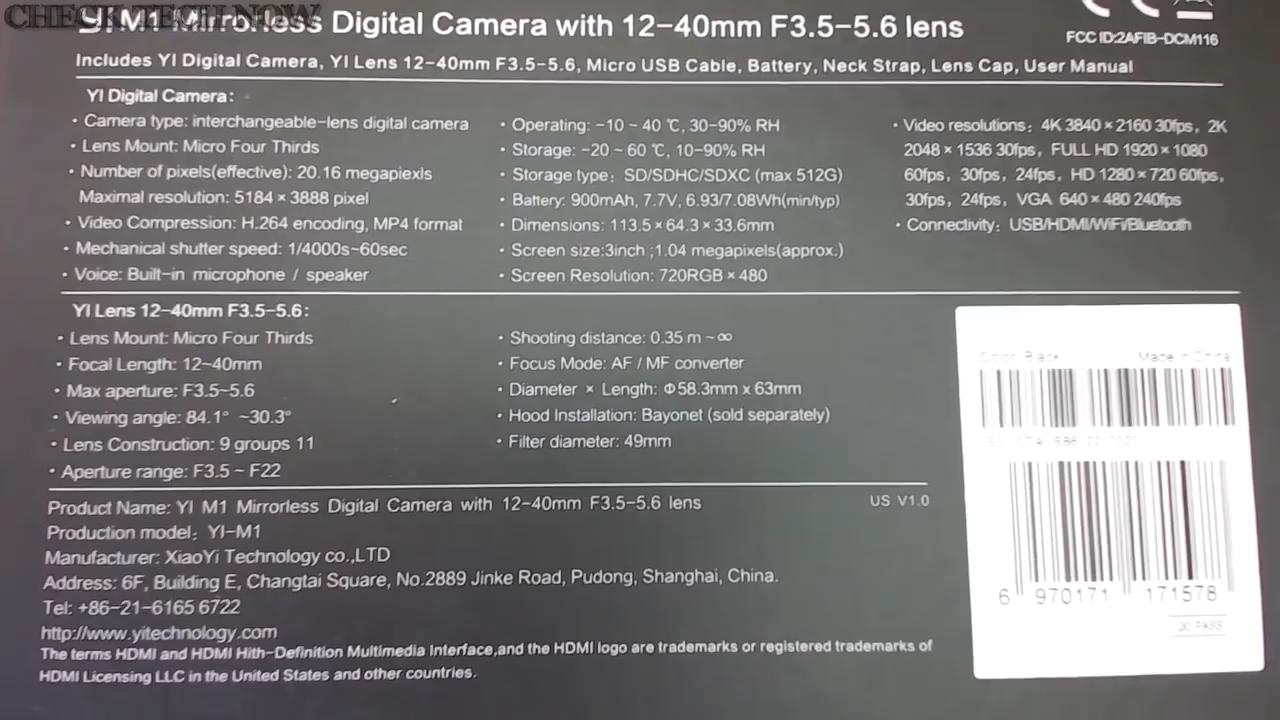 CHECK TECH NOW
YI M1 Mirrorless Digital Camera with 12-40mm F3.5-5.6 lens
FCC ID:2AFIB-DCM116
Includes YI Digital Camera, YI Lens 12-40mm F3.5-5.6, Micro USB Cable, Battery, Neck Strap, Lens Cap, User Manual
YI Digital Camera:
· Camera type: interchangeable-lens digital camera
· Lens Mount: Micro Four Thirds
· Number of pixels(effective): 20.16 megapiexls
Maximal resolution: 5184 × 3888 pixel
· Video Compression: H.264 encoding, MP4 format
· Mechanical shutter speed: 1/4000s~60sec
· Voice: Built-in microphone / speaker
· Operating: -10 ~ 40 ℃, 30-90% RH
· Storage: -20 ~ 60 ℃, 10-90% RH
· Storage type: SD/SDHC/SDXC (max 512G)
· Battery: 900mAh, 7.7V, 6.93/7.08Wh(min/typ)
· Dimensions: 113.5 × 64.3 × 33.6mm
· Screen size:3inch ;1.04 megapixels(approx.)
· Screen Resolution: 720RGB × 480
· Video resolutions: 4K 3840 × 2160 30fps, 2K
2048 × 1536 30fps, FULL HD 1920 × 1080
60fps, 30fps, 24fps, HD 1280 × 720 60fps,
30fps, 24fps, VGA 640 × 480 240fps
· Connectivity: USB/HDMI/WiFi/Bluetooth
YI Lens 12-40mm F3.5-5.6:
· Lens Mount: Micro Four Thirds
· Focal Length: 12~40mm
· Max aperture: F3.5~5.6
· Viewing angle: 84.1° ~30.3°
· Lens Construction: 9 groups 11
· Aperture range: F3.5 ~ F22
· Shooting distance: 0.35 m ~∞
· Focus Mode: AF / MF converter
· Diameter × Length: Φ58.3mm x 63mm
· Hood Installation: Bayonet (sold separately)
· Filter diameter: 49mm
Color: Black Made in China
Product Name: YI M1 Mirrorless Digital Camera with 12-40mm F3.5-5.6 lens
US V1.0
Production model: YI-M1
Manufacturer: XiaoYi Technology co.,LTD
Address: 6F, Building E, Changtai Square, No.2889 Jinke Road, Pudong, Shanghai, China.
Tel: +86-21-6165 6722
http://www.yitechnology.com
The terms HDMI and HDMI Hith-Definition Multimedia Interface,and the HDMI logo are trademarks or registered trademarks of
HDMI Licensing LLC in the United States and other countries.
6 970171 171578
QC PASS